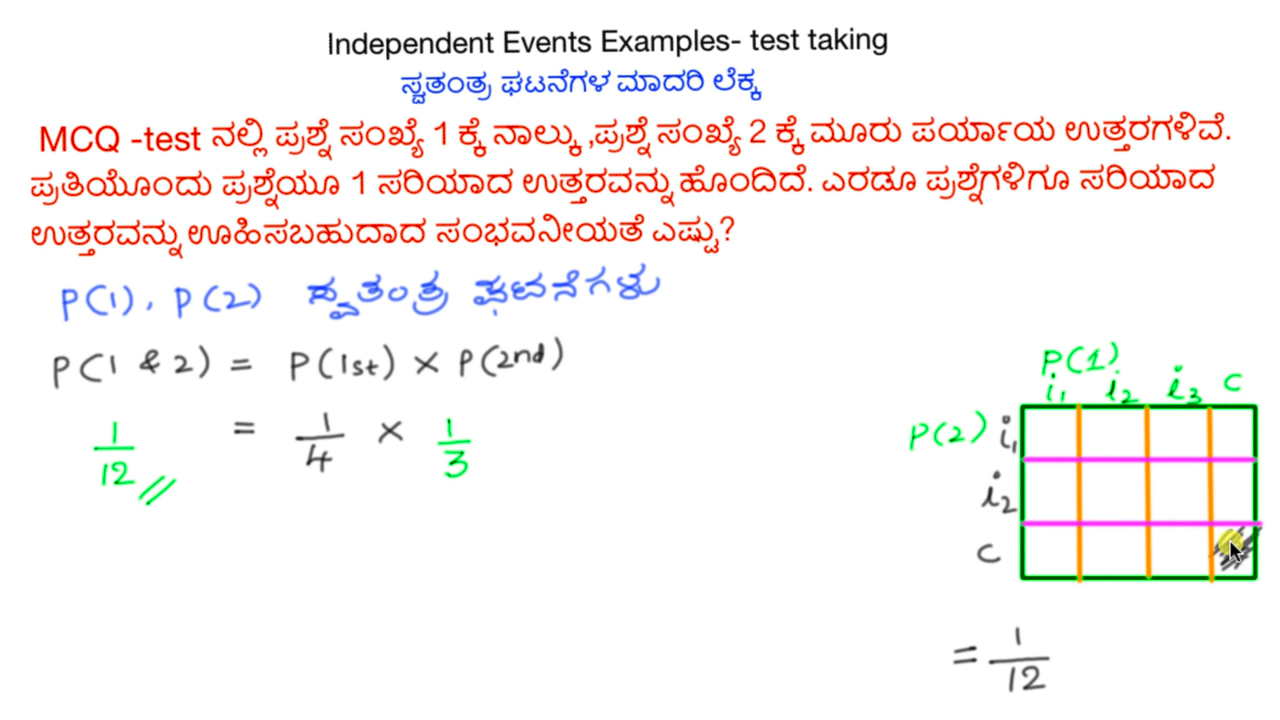 Independent Events Examples- test taking
ಸ್ವತಂತ್ರ ಘಟನೆಗಳ ಮಾದರಿ ಲೆಕ್ಕ
MCQ -test ನಲ್ಲಿ ಪ್ರಶ್ನೆ ಸಂಖ್ಯೆ 1 ಕ್ಕೆ ನಾಲ್ಕು ,ಪ್ರಶ್ನೆ ಸಂಖ್ಯೆ 2 ಕ್ಕೆ ಮೂರು ಪರ್ಯಾಯ ಉತ್ತರಗಳಿವೆ.
ಪ್ರತಿಯೊಂದು ಪ್ರಶ್ನೆಯೂ 1 ಸರಿಯಾದ ಉತ್ತರವನ್ನು ಹೊಂದಿದೆ. ಎರಡೂ ಪ್ರಶ್ನೆಗಳಿಗೂ ಸರಿಯಾದ
ಉತ್ತರವನ್ನು ಊಹಿಸಬಹುದಾದ ಸಂಭವನೀಯತೆ ಎಷ್ಟು?
P(1), P(2) ಸ್ವತಂತ್ರ ಘಟನೆಗಳು
P(1 & 2) = P(1st) × P(2nd)
1/12 = 1/4 × 1/3
P(1)
i1 i2 i3 c
P(2) i1
i2
c
= 1/12